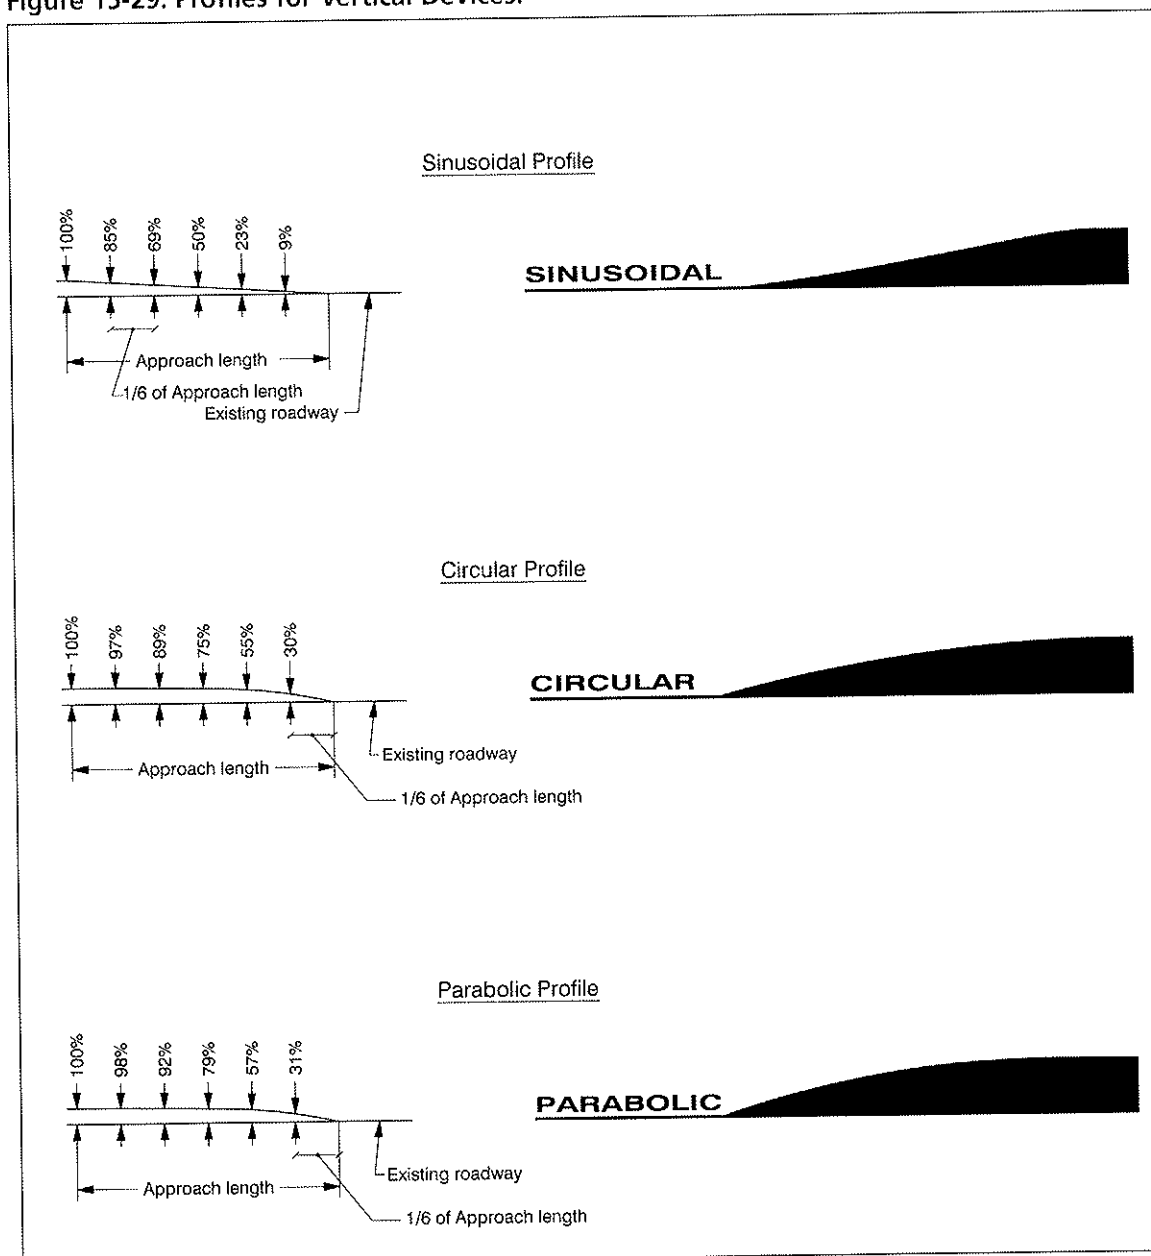 Figure 15-29. Profiles for Vertical Devices.
Sinusoidal Profile
100%
85%
69%
50%
23%
9%
SINUSOIDAL
Approach length
1/6 of Approach length
Existing roadway
Circular Profile
100%
97%
89%
75%
55%
30%
CIRCULAR
Existing roadway
Approach length
1/6 of Approach length
Parabolic Profile
100%
98%
92%
79%
57%
31%
PARABOLIC
Existing roadway
Approach length
1/6 of Approach length